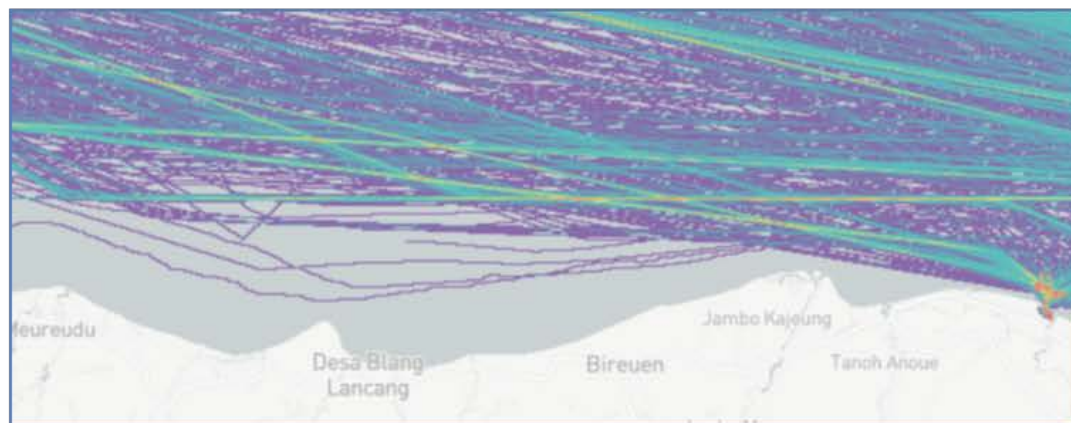 Meureudu
Desa Blang
Lancang
Bireuen
Jambo Kajeung
Tanoh Anoue